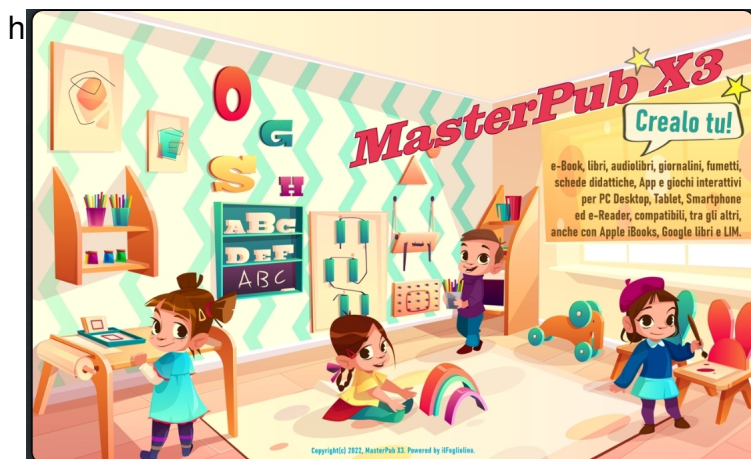 h
MasterPub X3
Crealo tu!
e-Book, libri, audiolibri, giornalini, fumetti,
schede didattiche, App e giochi interattivi
per PC Desktop, Tablet, Smartphone
ed e-Reader, compatibili, tra gli altri,
anche con Apple iBooks, Google libri e LIM.
O
G
S
H
ABC
DEF
ABC
Copyright(c) 2022, MasterPub X3. Powered by ilFogliolino.